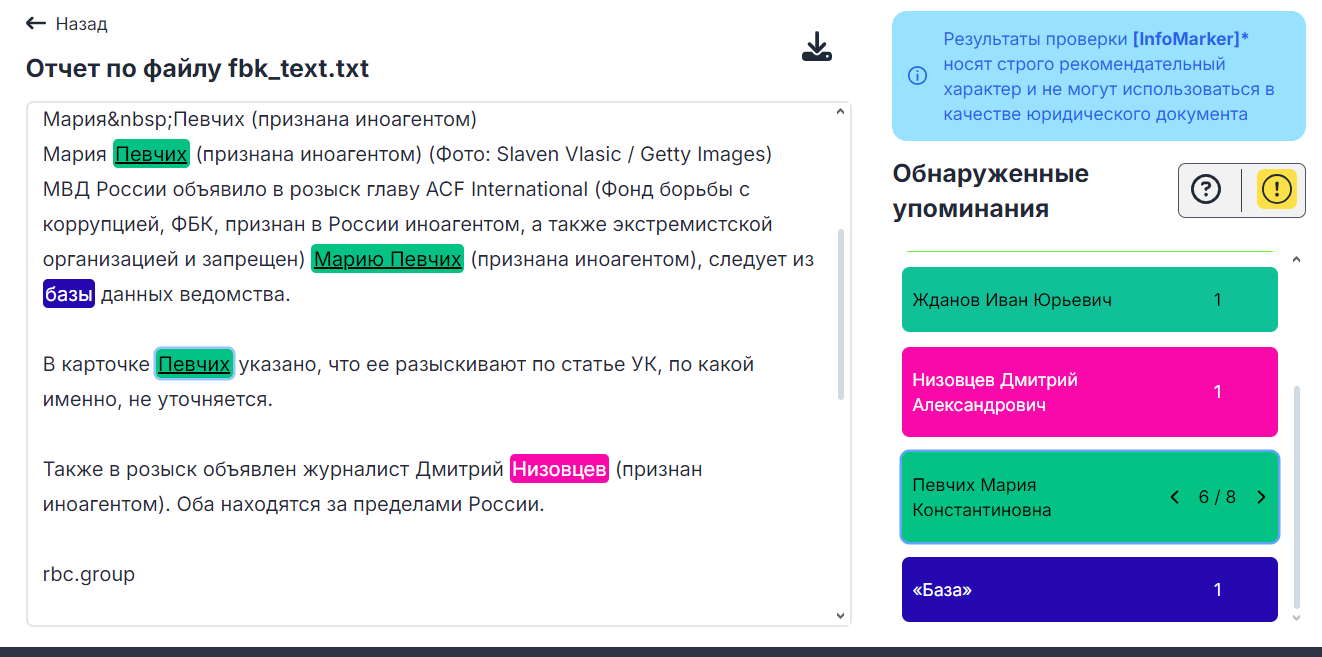 Назад
Отчет по файлу fbk_text.txt
Мария&nbsp;Певчих (признана иноагентом)
Мария Певчих (признана иноагентом) (Фото: Slaven Vlasic / Getty Images)
МВД России объявило в розыск главу ACF International (Фонд борьбы с
коррупцией, ФБК, признан в России иноагентом, а также экстремистской
организацией и запрещен) Марию Певчих (признана иноагентом), следует из
базы данных ведомства.
В карточке Певчих указано, что ее разыскивают по статье УК, по какой
именно, не уточняется.
Также в розыск объявлен журналист Дмитрий Низовцев (признан
иноагентом). Оба находятся за пределами России.
rbc.group
Результаты проверки [InfoMarker]*
носят строго рекомендательный
характер и не могут использоваться в
качестве юридического документа
Обнаруженные
упоминания
Жданов Иван Юрьевич 1
Низовцев Дмитрий
Александрович 1
Певчих Мария
Константиновна 6 / 8
«База» 1